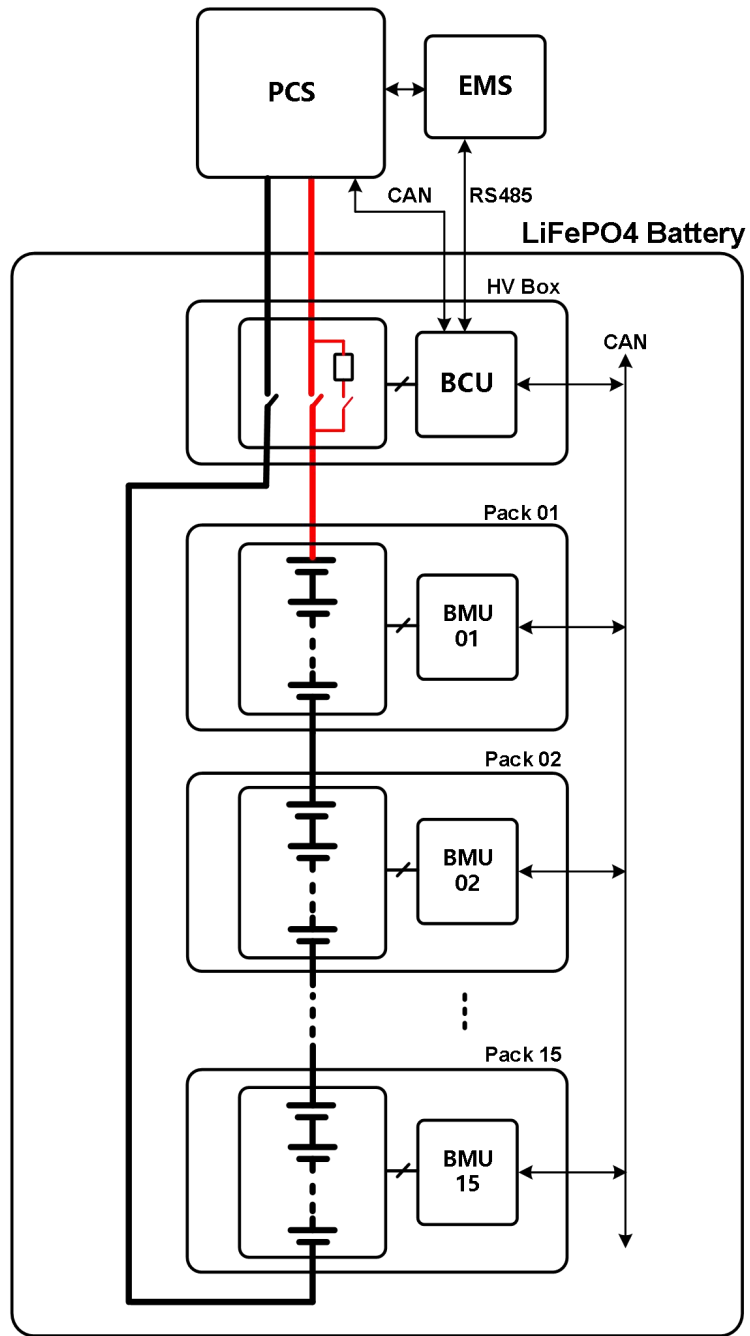 PCS
EMS
CAN
RS485
LiFePO4 Battery
HV Box
CAN
BCU
Pack 01
BMU
01
Pack 02
BMU
02
Pack 15
BMU
15